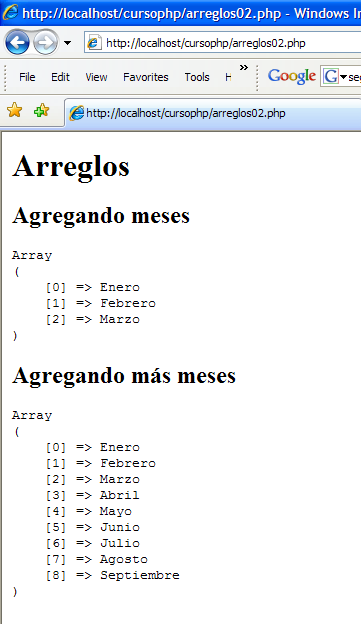 http://localhost/cursophp/arreglos02.php - Windows In
http://localhost/cursophp/arreglos02.php
File Edit View Favorites Tools H »
Google G seg
http://localhost/cursophp/arreglos02.php
Arreglos
Agregando meses
Array
(
[0] => Enero
[1] => Febrero
[2] => Marzo
)
Agregando más meses
Array
(
[0] => Enero
[1] => Febrero
[2] => Marzo
[3] => Abril
[4] => Mayo
[5] => Junio
[6] => Julio
[7] => Agosto
[8] => Septiembre
)